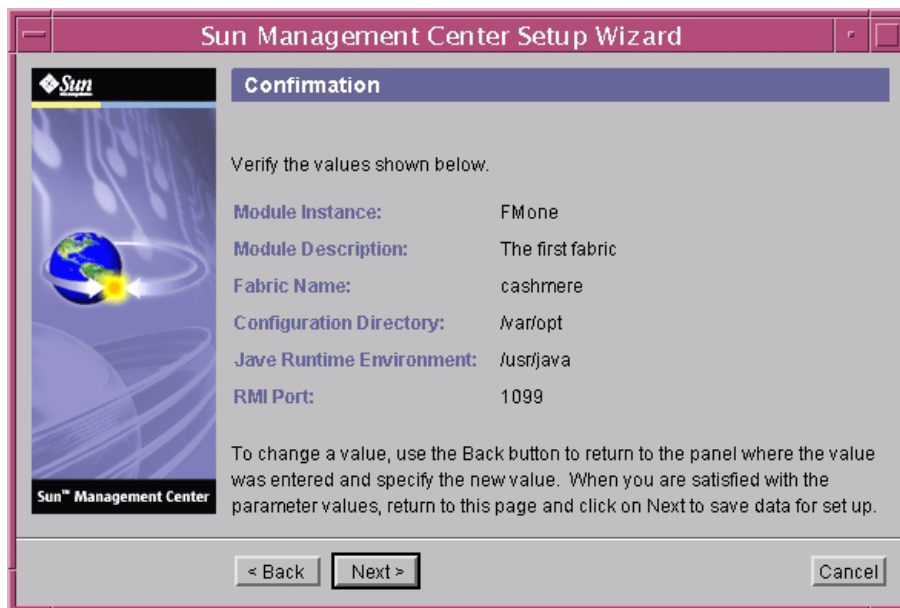 Sun Management Center Setup Wizard
Sun
Confirmation
Verify the values shown below.
Module Instance: FMone
Module Description: The first fabric
Fabric Name: cashmere
Configuration Directory: /var/opt
Jave Runtime Environment: /usr/java
RMI Port: 1099
To change a value, use the Back button to return to the panel where the value
was entered and specify the new value. When you are satisfied with the
parameter values, return to this page and click on Next to save data for set up.
Sun™ Management Center
< Back Next > Cancel